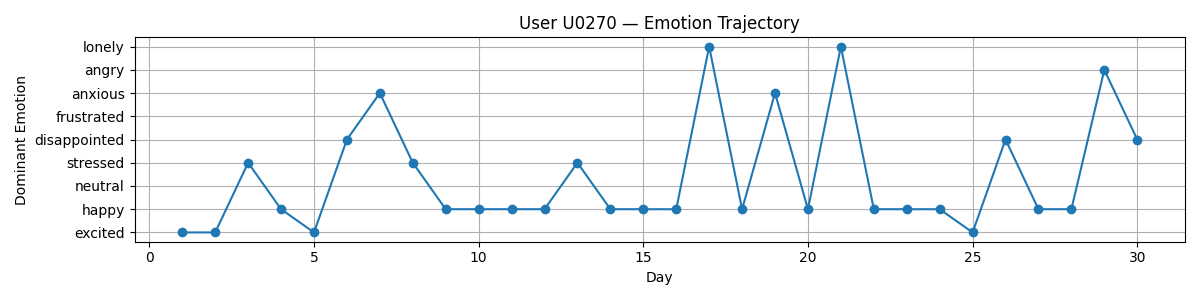 User U0270 — Emotion Trajectory
Dominant Emotion
lonely
angry
anxious
frustrated
disappointed
stressed
neutral
happy
excited
0 5 10 15 20 25 30
Day